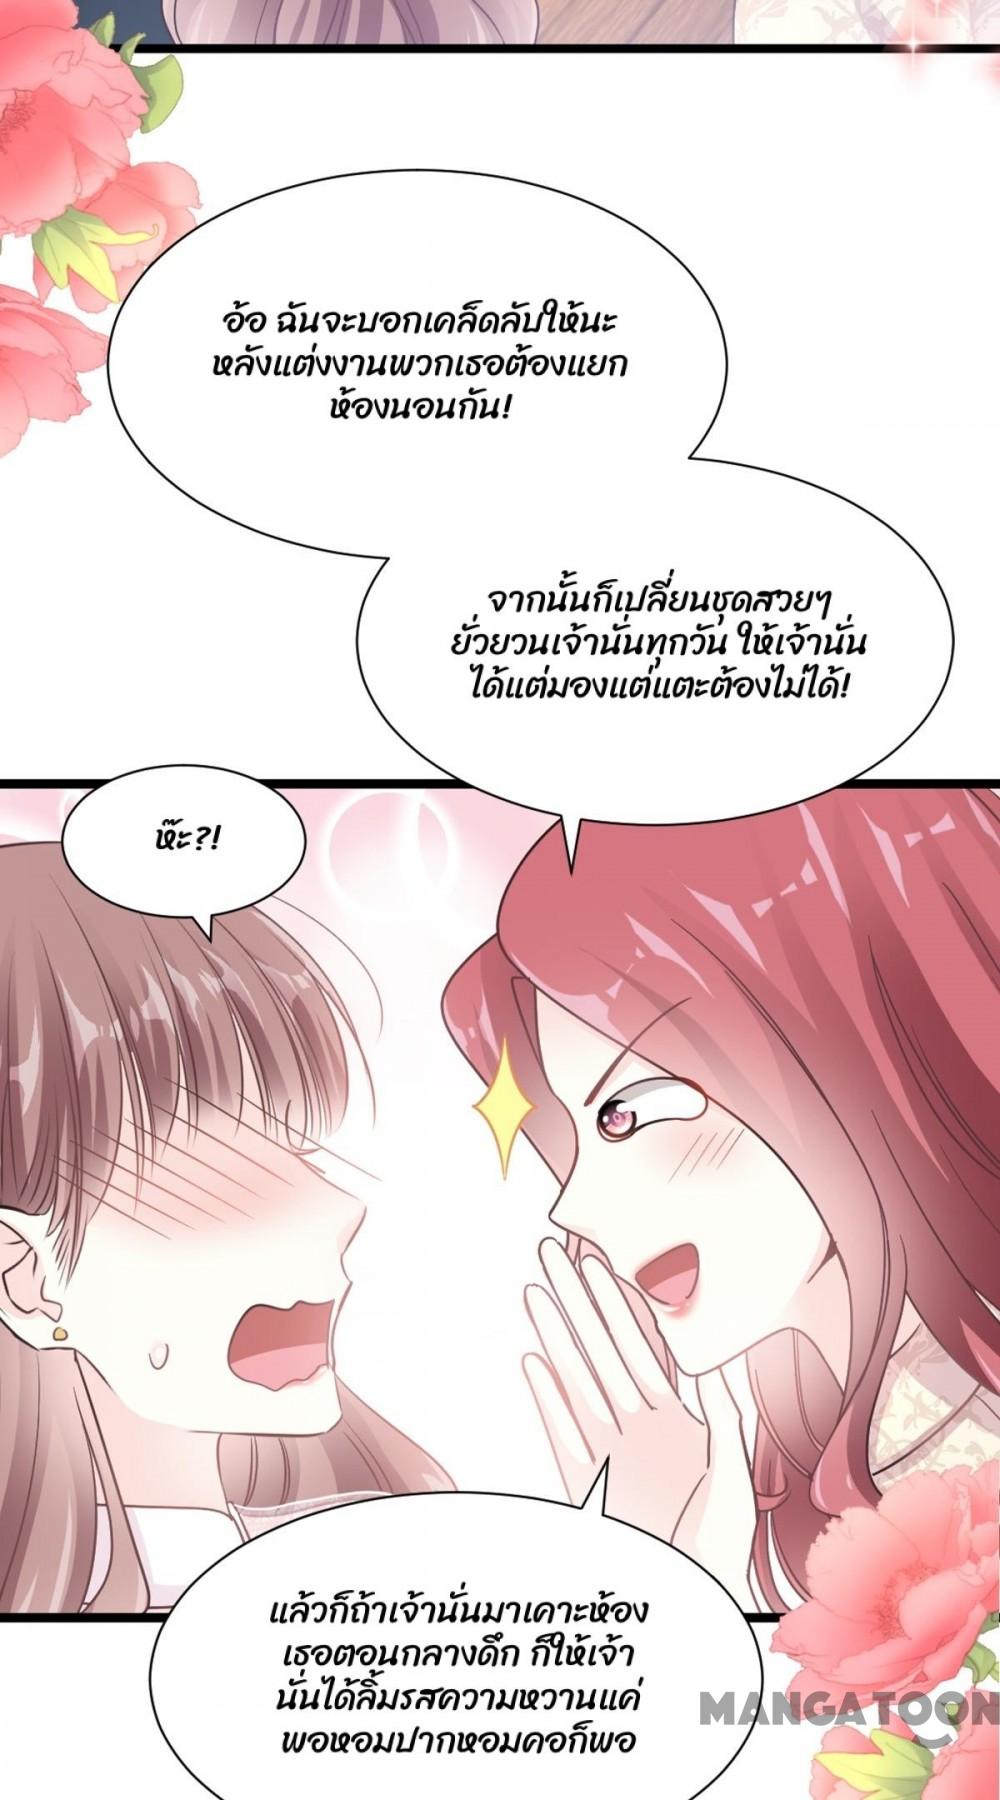 อ้อ ฉันจะบอกเคล็ดลับให้นะ
หลังแต่งงานพวกเธอต้องแยก
ห้องนอนกัน!
จากนั้นก็เปลี่ยนชุดสวยๆ
ยั่วยวนเจ้านั่นทุกวัน ให้เจ้านั่น
ได้แต่มองแต่แตะต้องไม่ได้!
ห๊ะ?!
แล้วก็ถ้าเจ้านั่นมาเคาะห้อง
เธอตอนกลางดึก ก็ให้เจ้า
นั่นได้ลิ้มรสความหวานแค่
พอหอมปากหอมคอก็พอ
MANGATOON